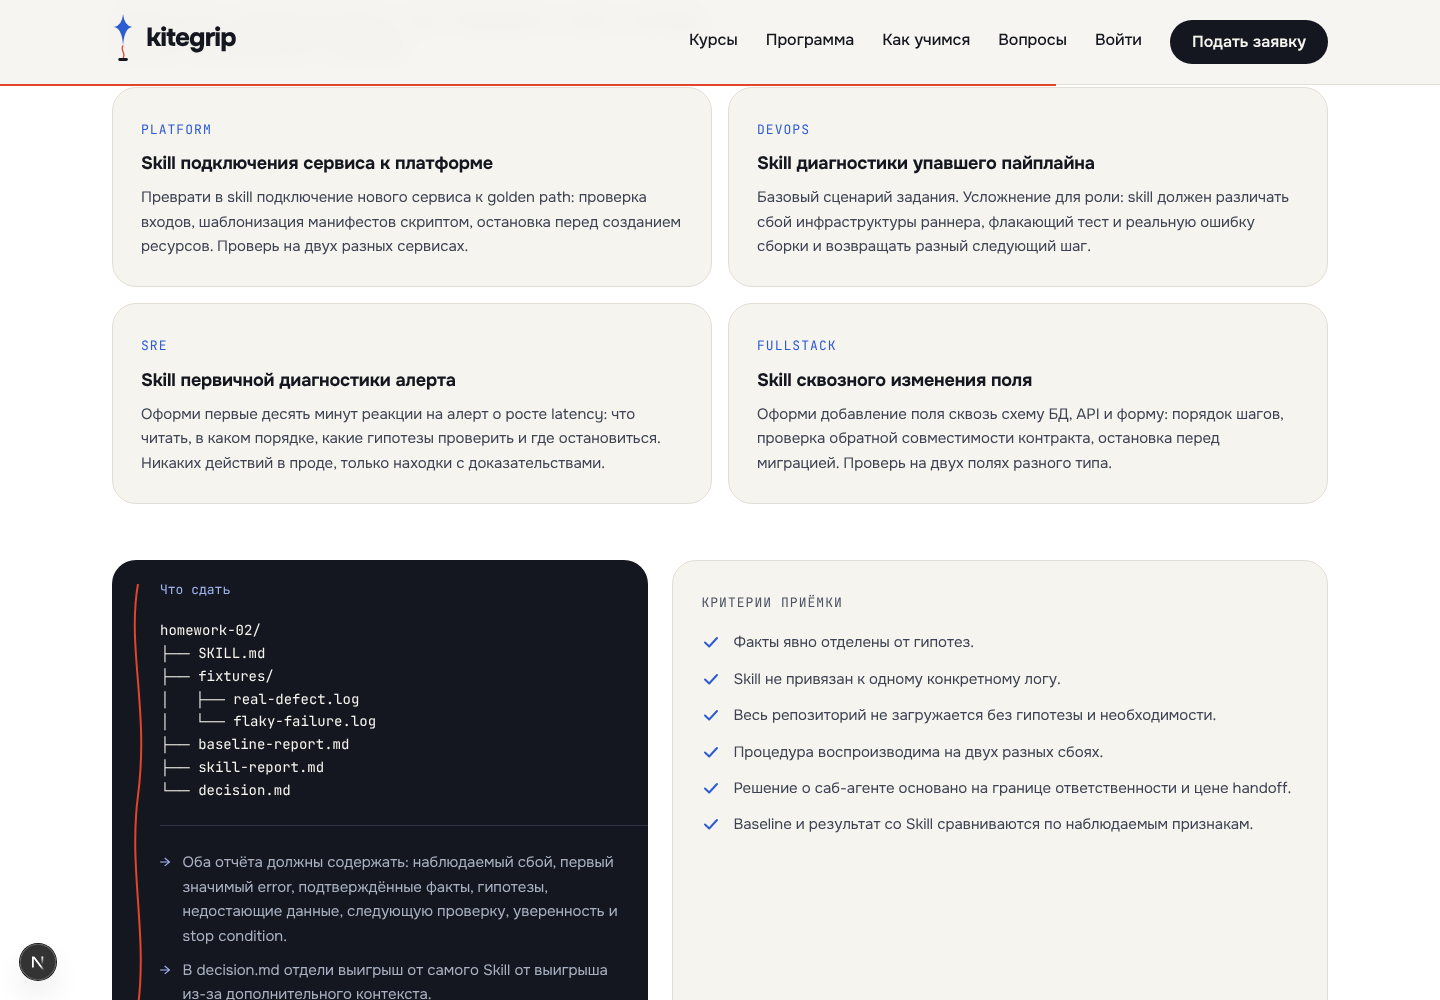 kitegrip
Курсы
Программа
Как учимся
Вопросы
Войти
Подать заявку
PLATFORM
Skill подключения сервиса к платформе
Преврати в skill подключение нового сервиса к golden path: проверка
входов, шаблонизация манифестов скриптом, остановка перед созданием
ресурсов. Проверь на двух разных сервисах.
DEVOPS
Skill диагностики упавшего пайплайна
Базовый сценарий задания. Усложнение для роли: skill должен различать
сбой инфраструктуры раннера, флакающий тест и реальную ошибку
сборки и возвращать разный следующий шаг.
SRE
Skill первичной диагностики алерта
Оформи первые десять минут реакции на алерт о росте latency: что
читать, в каком порядке, какие гипотезы проверить и где остановиться.
Никаких действий в проде, только находки с доказательствами.
FULLSTACK
Skill сквозного изменения поля
Оформи добавление поля сквозь схему БД, API и форму: порядок шагов,
проверка обратной совместимости контракта, остановка перед
миграцией. Проверь на двух полях разного типа.
Что сдать
homework-02/
├── SKILL.md
├── fixtures/
│   ├── real-defect.log
│   └── flaky-failure.log
├── baseline-report.md
├── skill-report.md
└── decision.md
→ Оба отчёта должны содержать: наблюдаемый сбой, первый
значимый error, подтверждённые факты, гипотезы,
недостающие данные, следующую проверку, уверенность и
stop condition.
→ В decision.md отдели выигрыш от самого Skill от выигрыша
из-за дополнительного контекста.
КРИТЕРИИ ПРИЁМКИ
Факты явно отделены от гипотез.
Skill не привязан к одному конкретному логу.
Весь репозиторий не загружается без гипотезы и необходимости.
Процедура воспроизводима на двух разных сбоях.
Решение о саб-агенте основано на границе ответственности и цене handoff.
Baseline и результат со Skill сравниваются по наблюдаемым признакам.
N